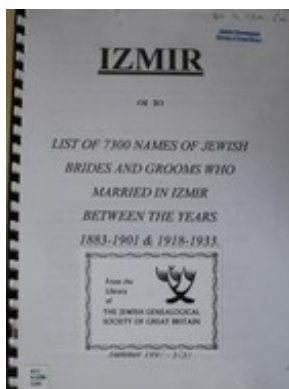 IZMIR
LIST OF 7300 NAMES OF JEWISH
BRIDES AND GROOMS WHO
MARRIED IN IZMIR
BETWEEN THE YEARS
1883-1901 & 1918-1933.
From the
Library
of
THE JEWISH GENEALOGICAL
SOCIETY OF GREAT BRITAIN